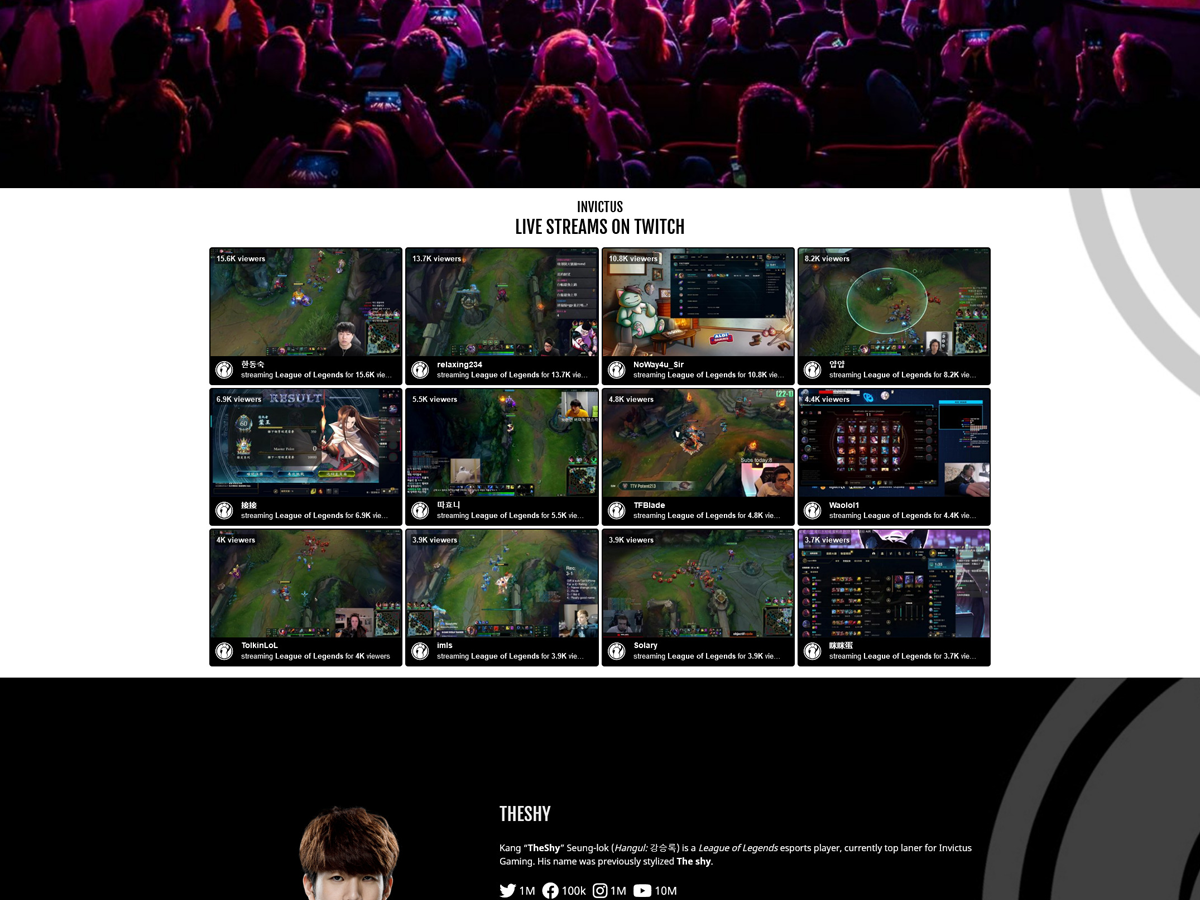 INVICTUS
LIVE STREAMS ON TWITCH
15.6K viewers
한동숙
streaming League of Legends for 15.6K vie…
13.7K viewers
relaxing234
streaming League of Legends for 13.7K vie…
10.8K viewers
NoWay4u_Sir
streaming League of Legends for 10.8K vie…
8.2K viewers
streaming League of Legends for 8.2K vie…
RESULT
6.9K viewers
接接
streaming League of Legends for 6.9K vie…
5.5K viewers
따효니
streaming League of Legends for 5.5K vie…
4.8K viewers
Subs today:8
TFBlade
streaming League of Legends for 4.8K vie…
4.4K viewers
Waolol1
streaming League of Legends for 4.4K vie…
4K viewers
TolkinLoL
streaming League of Legends for 4K viewers
3.9K viewers
imls
streaming League of Legends for 3.9K vie…
3.9K viewers
Solary
streaming League of Legends for 3.9K vie…
3.7K viewers
streaming League of Legends for 3.7K vie…
THESHY
Kang “TheShy” Seung-lok (Hangul: 강승록) is a League of Legends esports player, currently top laner for Invictus
Gaming. His name was previously stylized The shy.
1M 100k 1M 10M